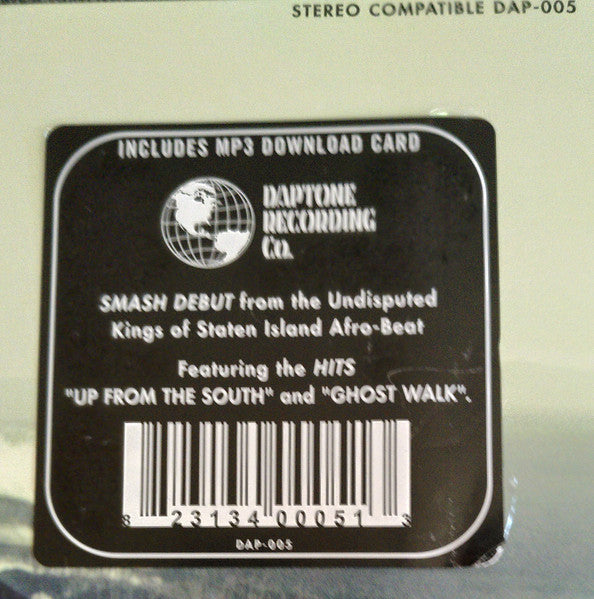 STEREO COMPATIBLE DAP-005
INCLUDES MP3 DOWNLOAD CARD
DAPTONE
RECORDING
Co.
SMASH DEBUT from the Undisputed
Kings of Staten Island Afro-Beat
Featuring the HITS
"UP FROM THE SOUTH" and "GHOST WALK".
8 23134 00051 3
DAP-005